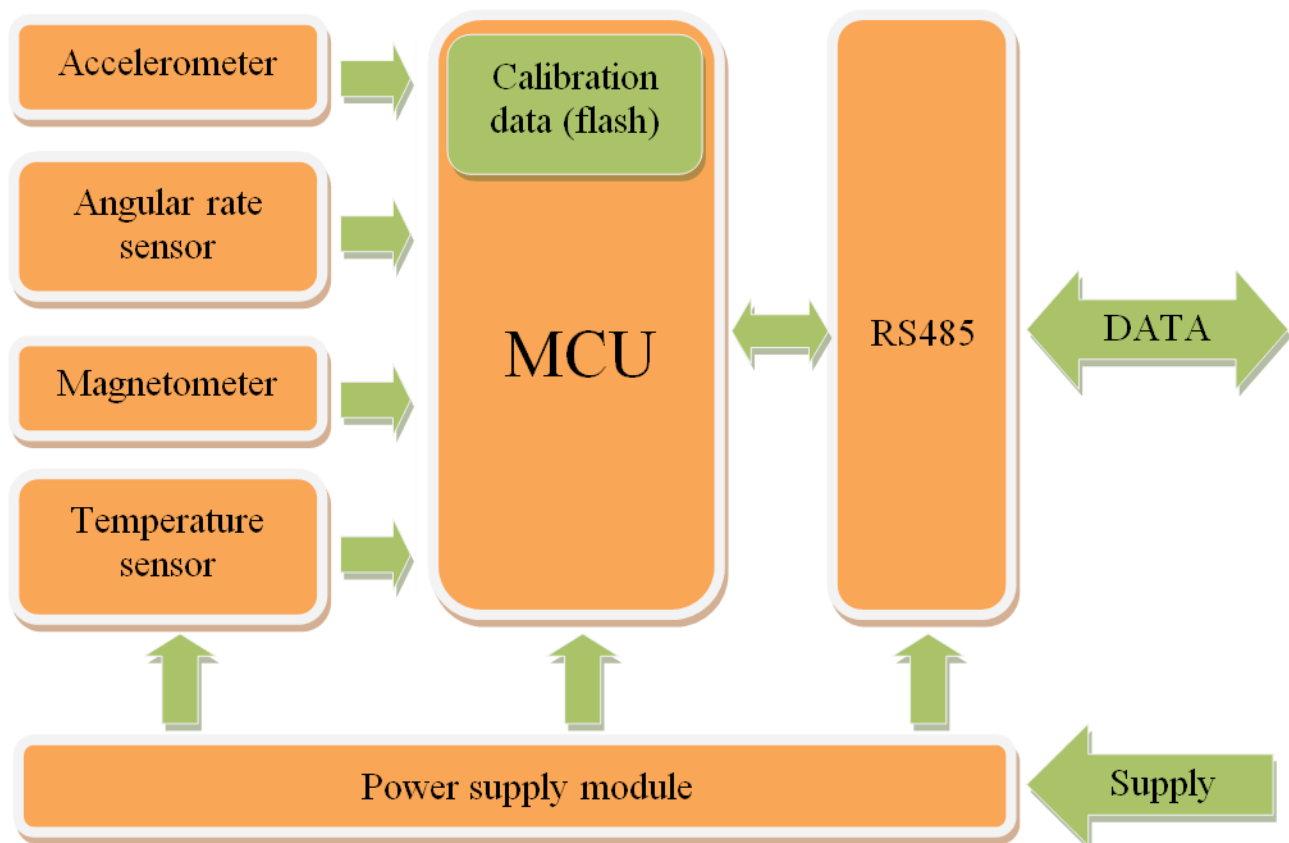 Accelerometer
Angular rate
sensor
Magnetometer
Temperature
sensor
Calibration
data (flash)
MCU
RS485
DATA
Power supply module
Supply